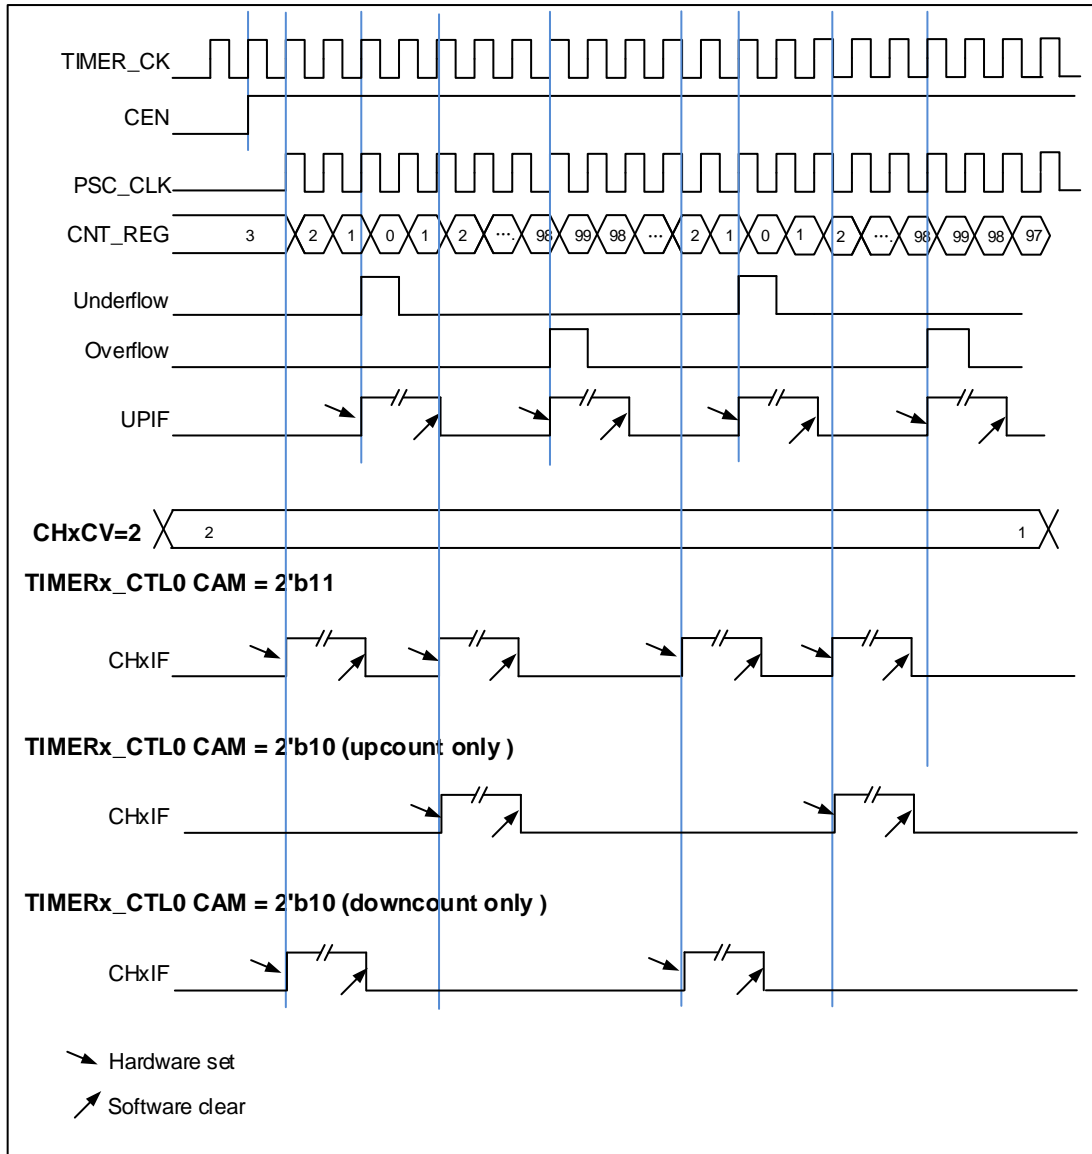 TIMER_CK
CEN
PSC_CLK
CNT_REG 3 2 1 0 1 2 .... 98 99 98 ... 2 1 0 1 2 .... 98 99 98 97
Underflow
Overflow
UPIF
CHxCV=2 2 1
TIMERx_CTL0 CAM = 2'b11
CHxIF
TIMERx_CTL0 CAM = 2'b10 (upcount only )
CHxIF
TIMERx_CTL0 CAM = 2'b10 (downcount only )
CHxIF
Hardware set
Software clear